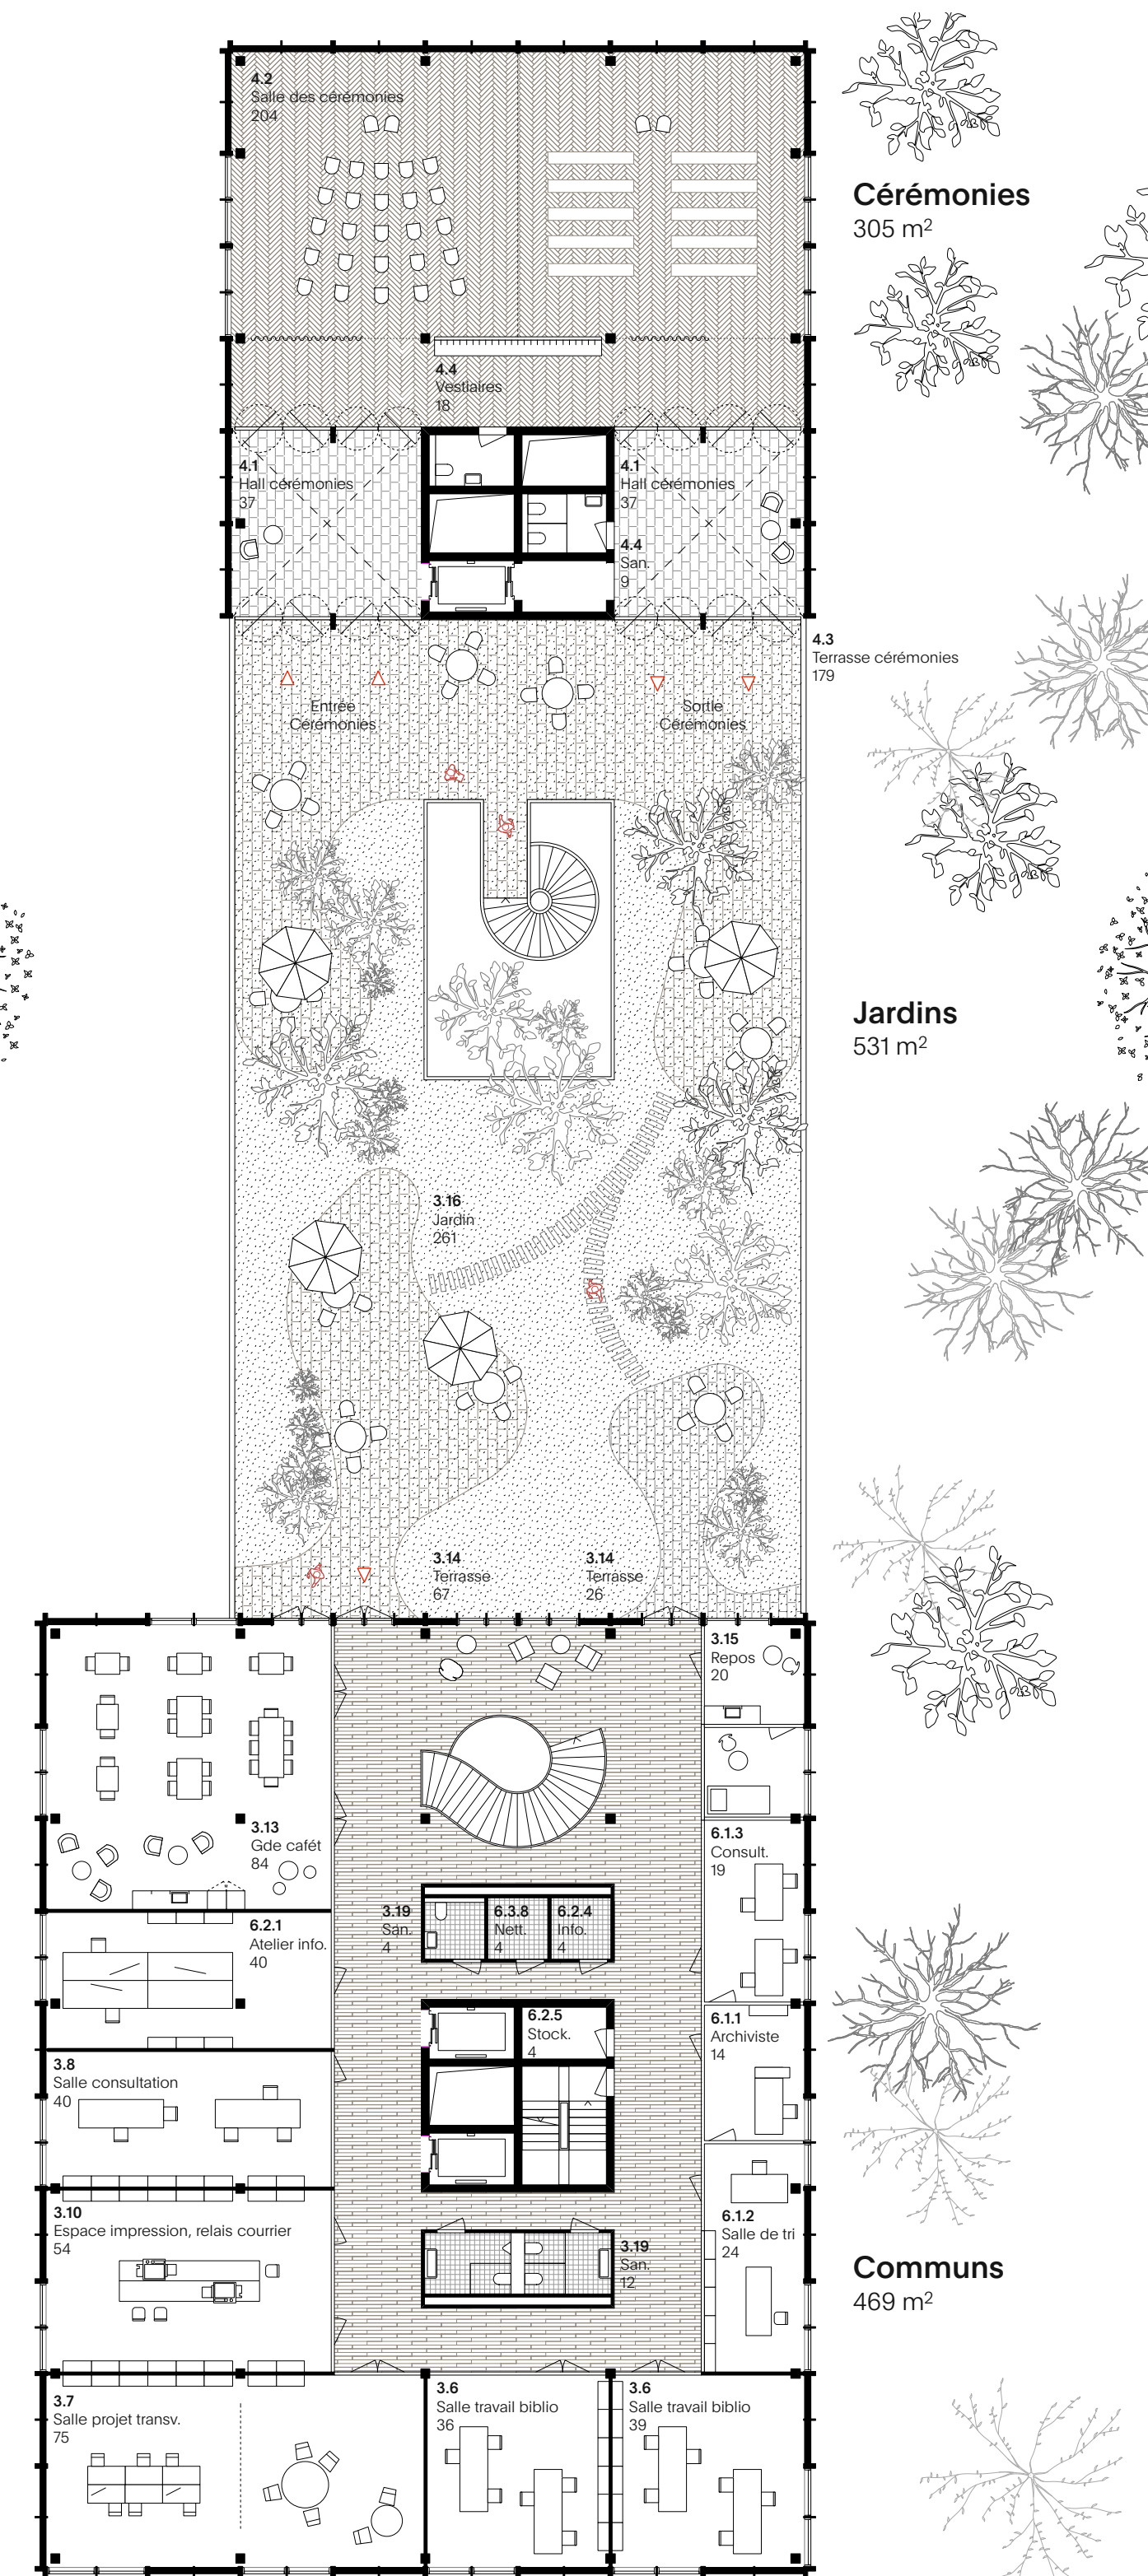 4.2
Salle des cérémonies
204
Cérémonies
305 m²
4.4
Vestiaires
18
4.1
Hall cérémonies
37
4.1
Hall cérémonies
37
4.4
San.
9
4.3
Terrasse cérémonies
179
Entrée
Cérémonies
Sortie
Cérémonies
Jardins
531 m²
3.16
Jardin
261
3.14
Terrasse
67
3.14
Terrasse
26
3.15
Repos
20
3.13
Gde cafét
84
6.1.3
Consult.
19
3.19
San.
4
6.3.8
Nett.
4
6.2.4
Info.
4
6.2.1
Atelier info.
40
6.2.5
Stock.
4
6.1.1
Archiviste
14
3.8
Salle consultation
40
3.10
Espace impression, relais courrier
54
6.1.2
Salle de tri
24
3.19
San.
12
Communs
469 m²
3.7
Salle projet transv.
75
3.6
Salle travail biblio
36
3.6
Salle travail biblio
39